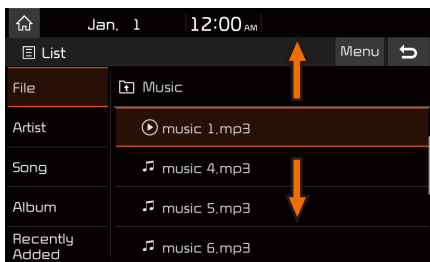 Jan. 1 12:00 AM
List Menu
File
Music
Artist
music 1.mp3
Song
music 4.mp3
Album
music 5.mp3
Recently
Added
music 6.mp3